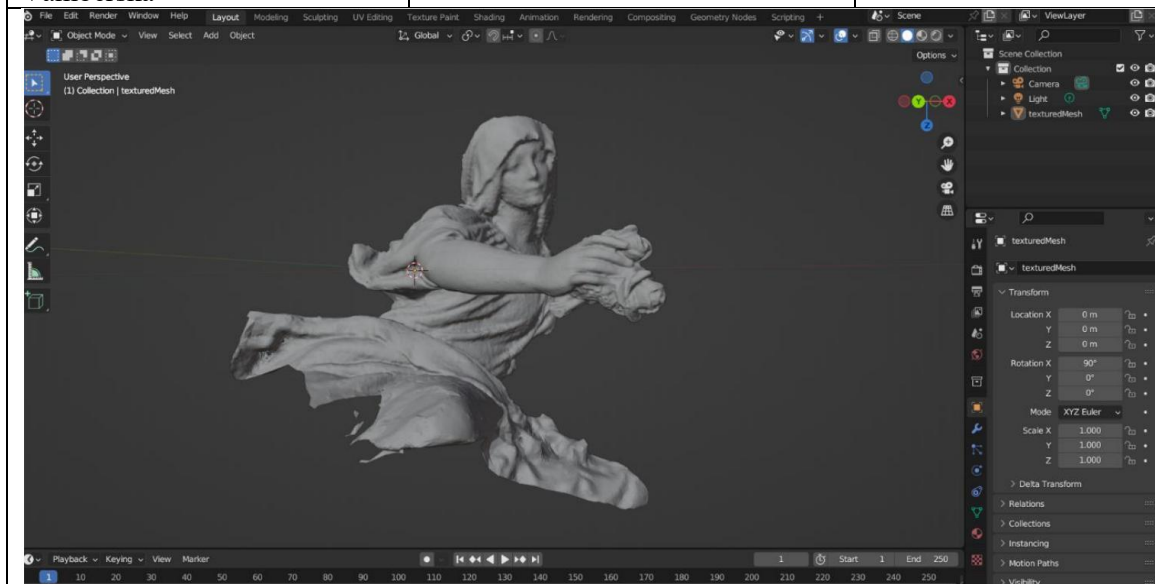 File Edit Render Window Help Layout Modeling Sculpting UV Editing Texture Paint Shading Animation Rendering Compositing Geometry Nodes Scripting + Scene ViewLayer
Object Mode View Select Add Object Global
Options
User Perspective
(1) Collection | texturedMesh
Y X
Z
Scene Collection
Collection
Camera
Light
texturedMesh
texturedMesh
texturedMesh
Transform
Location X 0 m
Y 0 m
Z 0 m
Rotation X 90°
Y 0°
Z 0°
Mode XYZ Euler
Scale X 1.000
Y 1.000
Z 1.000
Delta Transform
Relations
Collections
Instancing
Motion Paths
Visibility
Playback Keying View Marker 1 Start 1 End 250
1 10 20 30 40 50 60 70 80 90 100 110 120 130 140 150 160 170 180 190 200 210 220 230 240 250